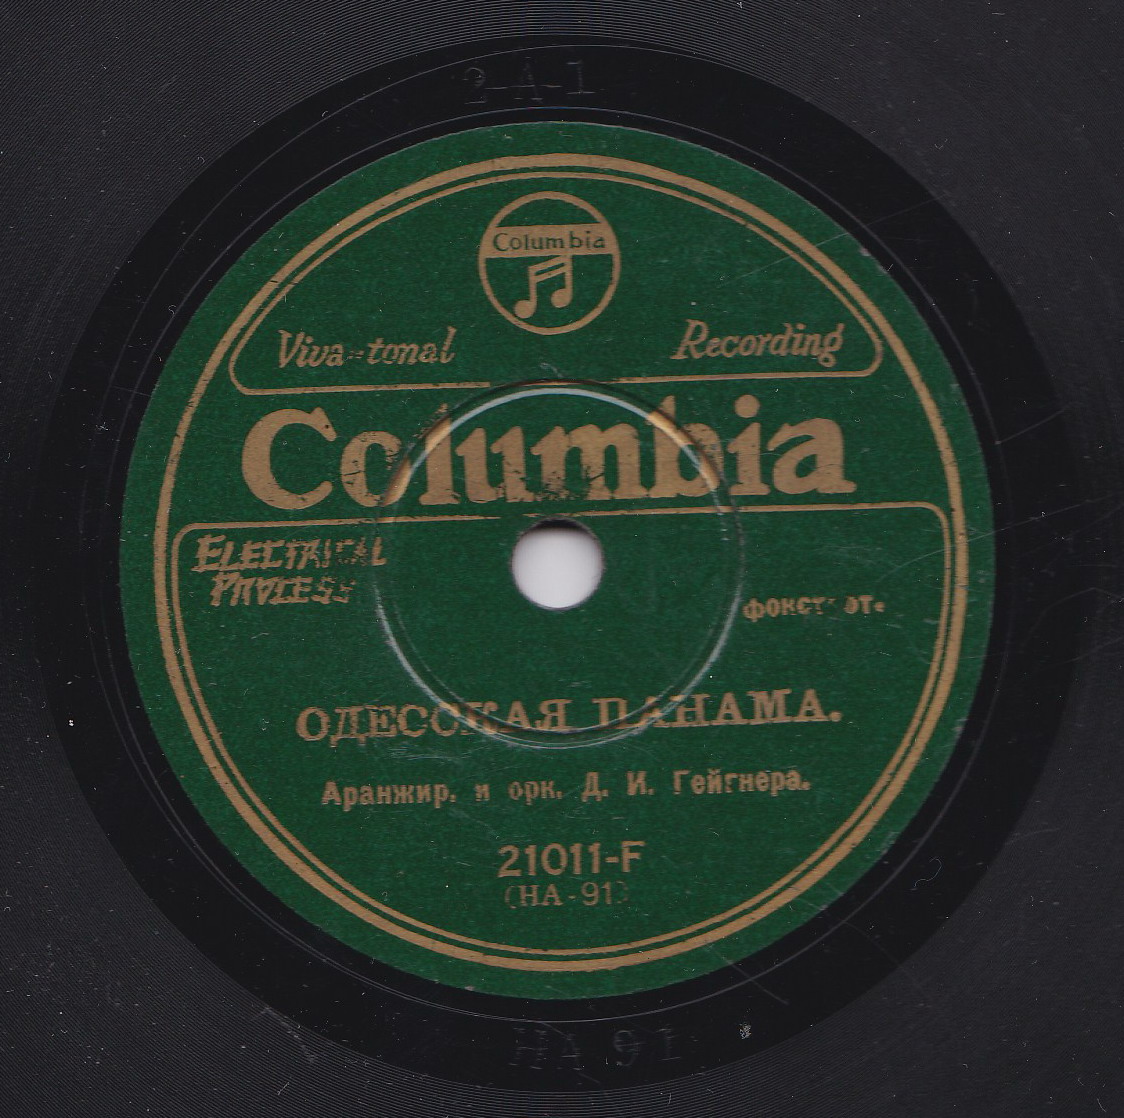 2-A-1
Columbia
Viva-tonal Recording
Columbia
ELECTRICAL
PROCESS
фокстрот.
ОДЕССКАЯ ПАНАМА.
Аранжир. и орк. Д. И. Гейгнера.
21011-F
(HA-91)
HA 91